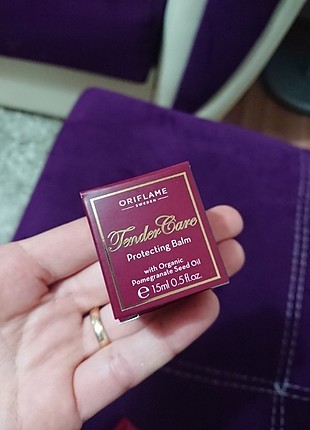 ORIFLAME
SWEDEN
Tender Care
Protecting Balm
with Organic
Pomegranate Seed Oil
℮ 15ml 0.5 fl.oz.